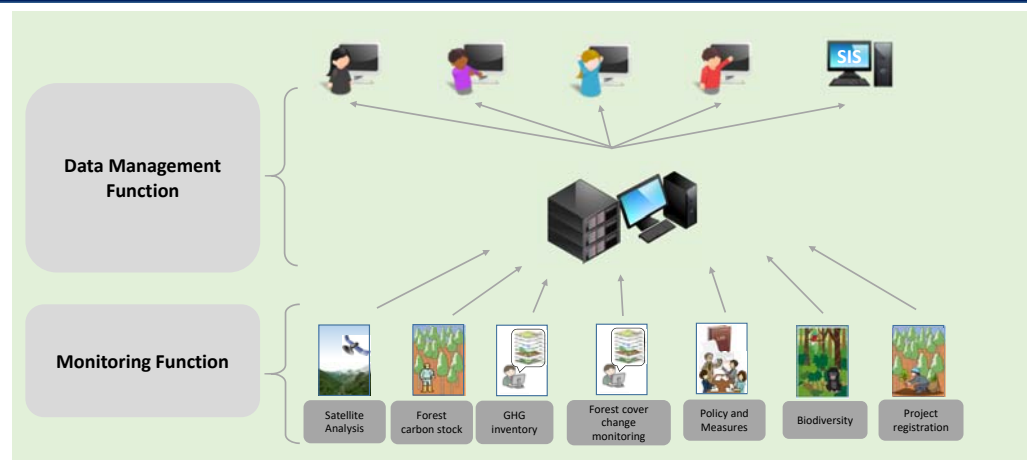 SIS
Data Management
Function
Monitoring Function
Satellite
Analysis
Forest
carbon stock
GHG
inventory
Forest cover
change
monitoring
Policy and
Measures
Biodiversity
Project
registration